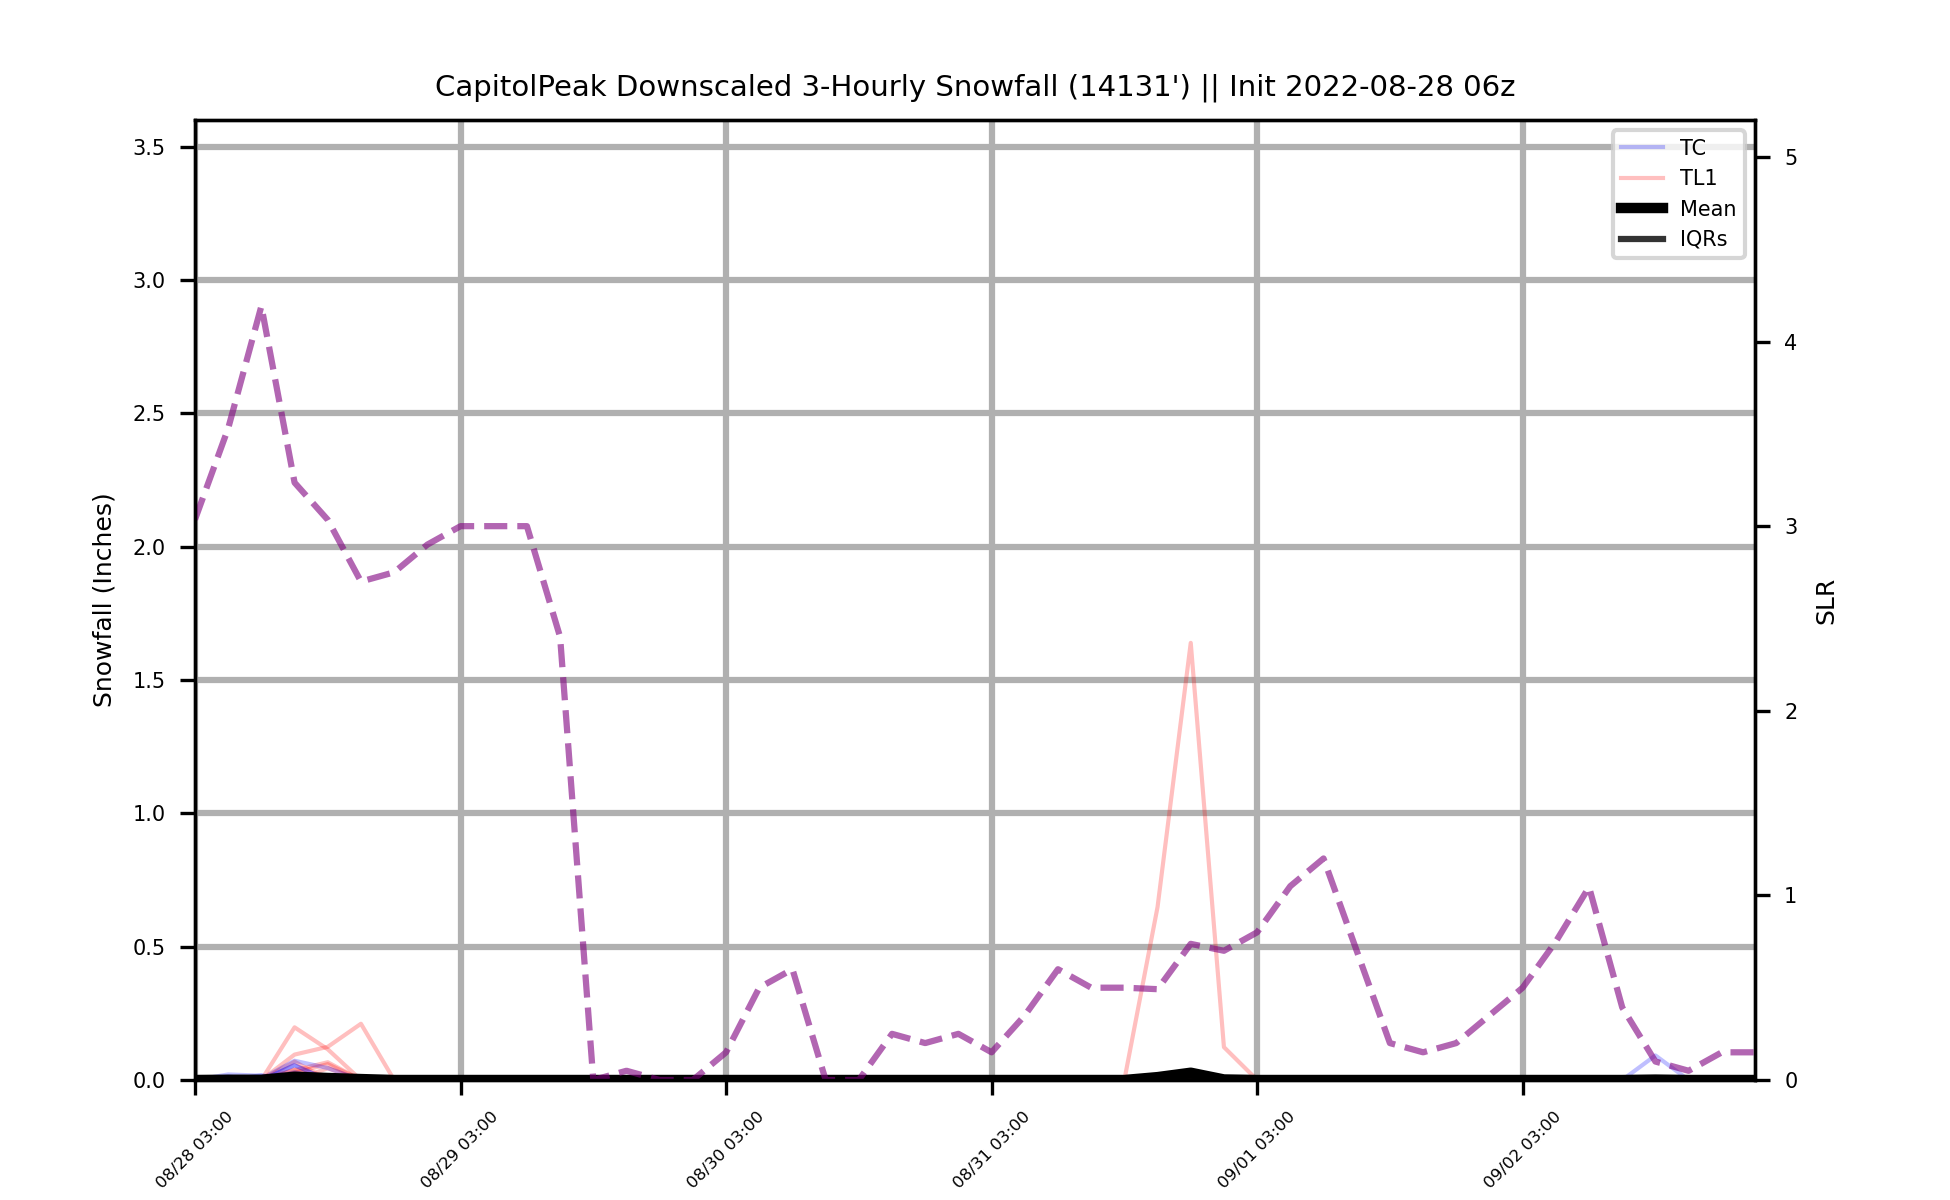 CapitolPeak Downscaled 3-Hourly Snowfall (14131') || Init 2022-08-28 06z
TC
TL1
Mean
IQRs
Snowfall (Inches)
3.5
3.0
2.5
2.0
1.5
1.0
0.5
0.0
SLR
5
4
3
2
1
0
08/28 03:00
08/29 03:00
08/30 03:00
08/31 03:00
09/01 03:00
09/02 03:00